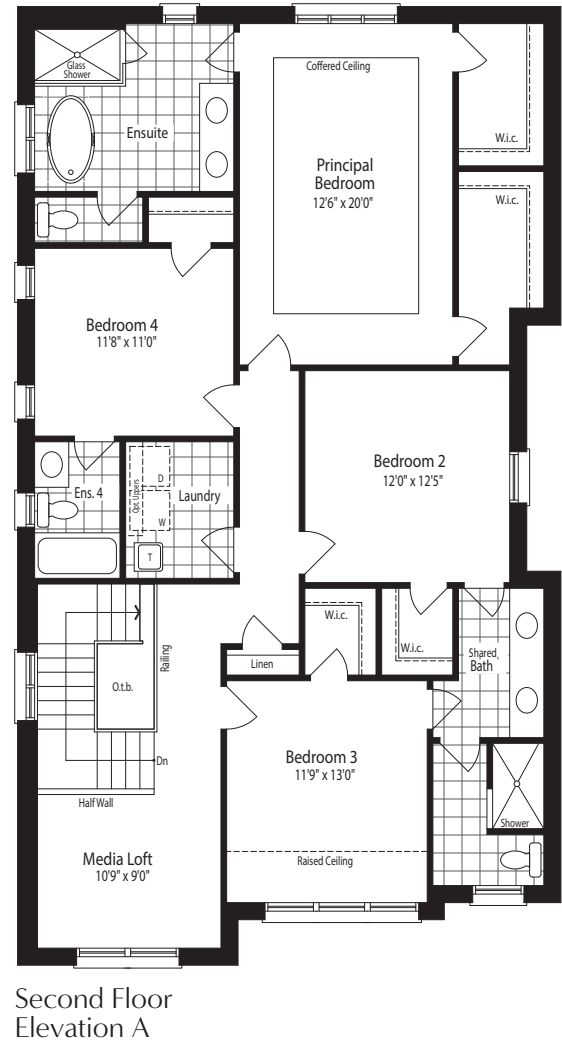 Glass
Shower
Ensuite
Coffered Ceiling
Principal
Bedroom
12'6" x 20'0"
W.i.c.
W.i.c.
Bedroom 4
11'8" x 11'0"
Bedroom 2
12'0" x 12'5"
Ens. 4
Opt. Uppers
D
W
T
Laundry
W.i.c.
W.i.c.
Shared
Bath
Linen
Railing
O.t.b.
Dn
Half Wall
Bedroom 3
11'9" x 13'0"
Raised Ceiling
Shower
Media Loft
10'9" x 9'0"
Second Floor
Elevation A